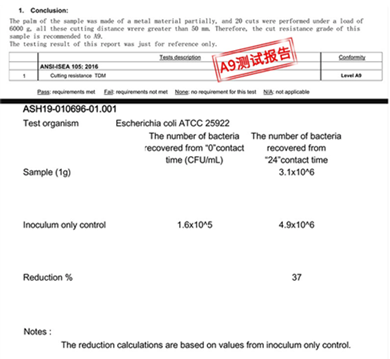 1. Conclusion:
The palm of the sample was made of a metal material partially, and 20 cuts were performed under a load of
6000 g, all these cutting distance wrere greater than 50 mm. Therefore, the cut resistance grade of this
sample is recommended to A9.
The testing result of this report was just for reference only.
A9测试报告
Tests description Conformity
ANSI-ISEA 105: 2016
1 Cutting resistance TDM Level A9
Pass: requirements met Fail: requirements not met None: no requirement for this test N/A: not applicable
ASH19-010696-01.001
Test organism Escherichia coli ATCC 25922
The number of bacteria The number of bacteria
recovered from “0”contact recovered from
time (CFU/mL) “24”contact time
Sample (1g) 3.1x10^6
Inoculum only control 1.6x10^5 4.9x10^6
Reduction % 37
Notes :
The reduction calculations are based on values from inoculum only control.